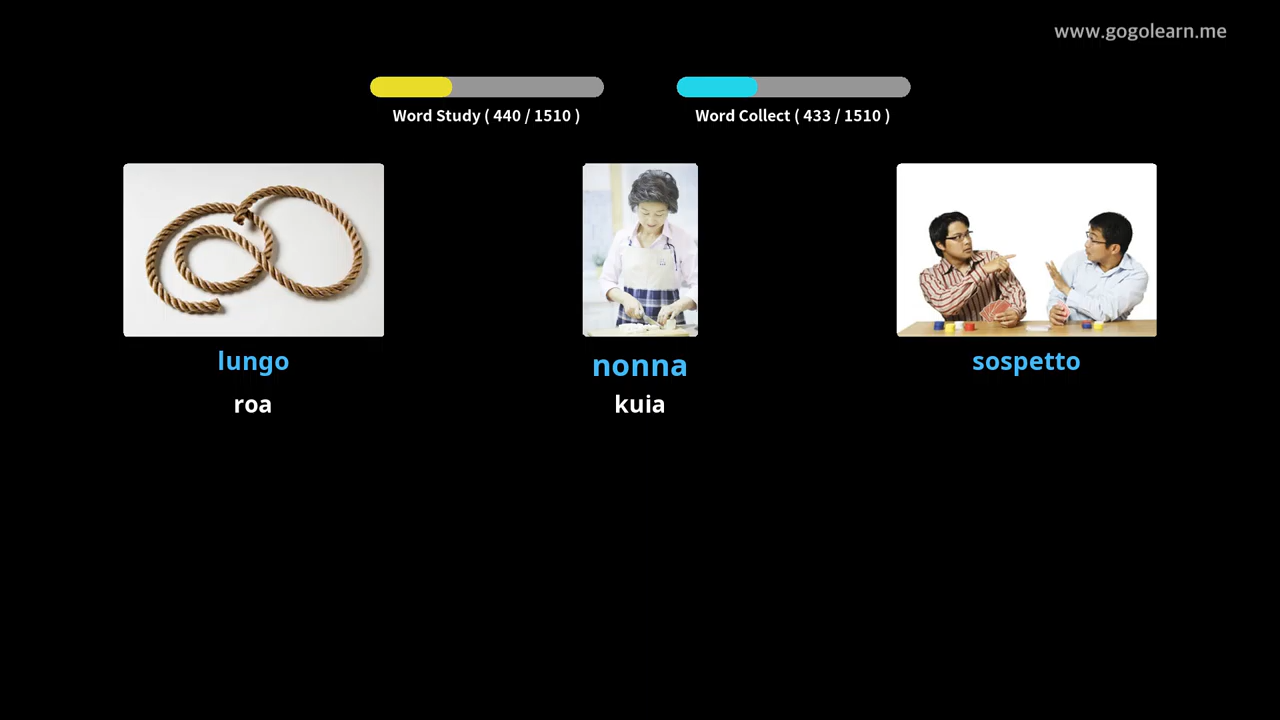 www.gogolearn.me
Word Study ( 440 / 1510 )
Word Collect ( 433 / 1510 )
lungo
nonna
sospetto
roa
kuia